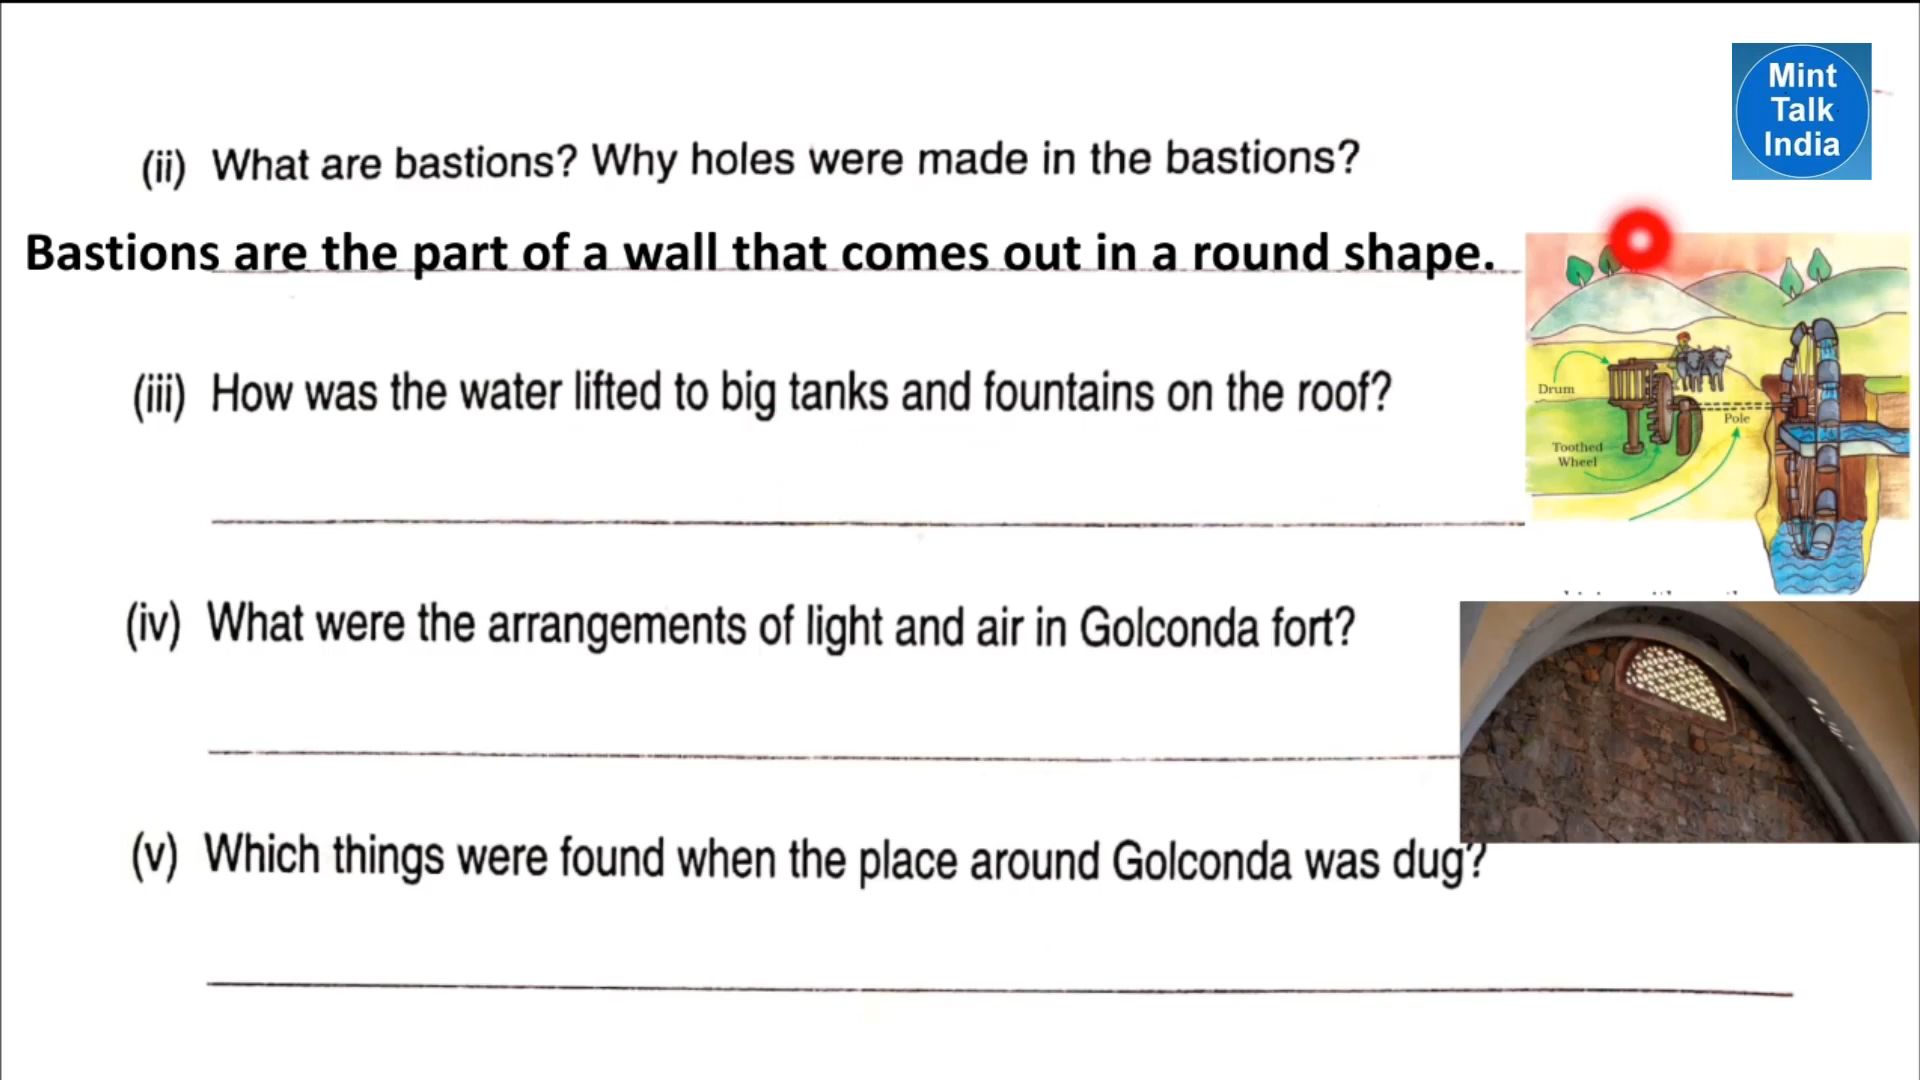 Mint
Talk
India
(ii) What are bastions? Why holes were made in the bastions?
Bastions are the part of a wall that comes out in a round shape.
(iii) How was the water lifted to big tanks and fountains on the roof?
Drum
Pole
Toothed
Wheel
(iv) What were the arrangements of light and air in Golconda fort?
(v) Which things were found when the place around Golconda was dug?